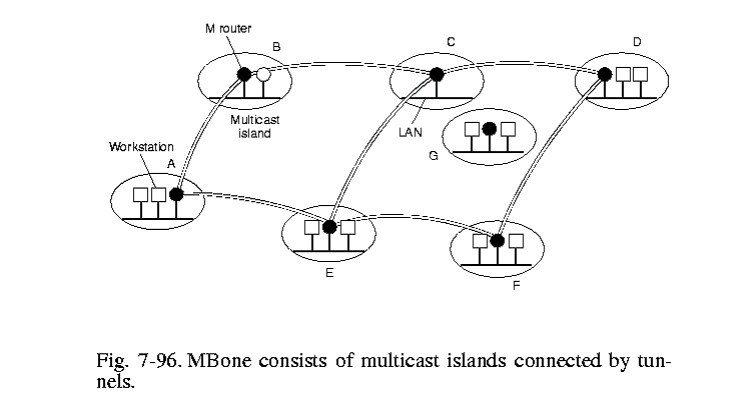 M router
B
C
D
Multicast
island
LAN
G
Workstation
A
E
F
Fig. 7-96. MBone consists of multicast islands connected by tun-
nels.